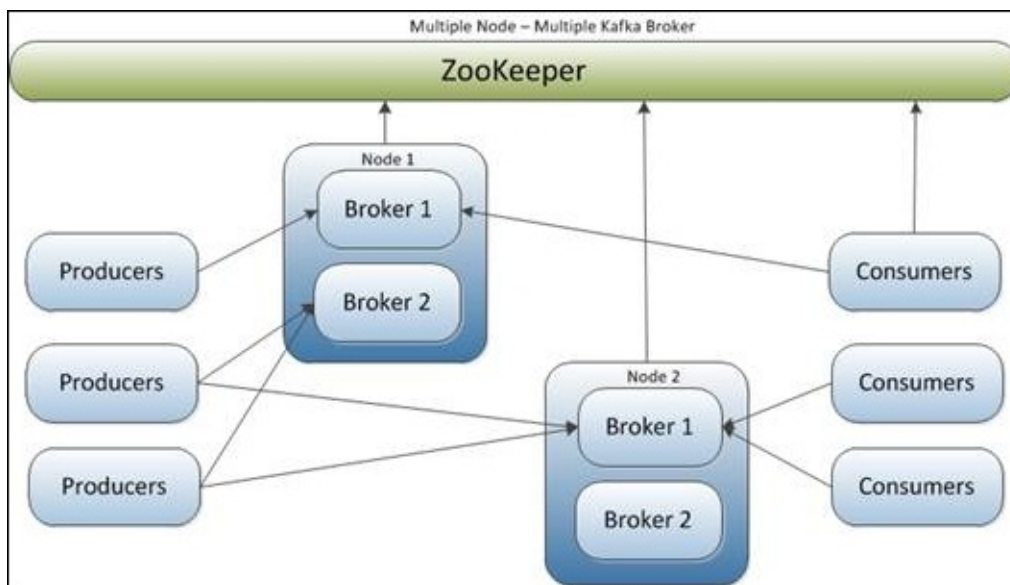 Multiple Node – Multiple Kafka Broker
ZooKeeper
Node 1
Broker 1
Producers
Consumers
Broker 2
Producers
Consumers
Node 2
Broker 1
Producers
Consumers
Broker 2